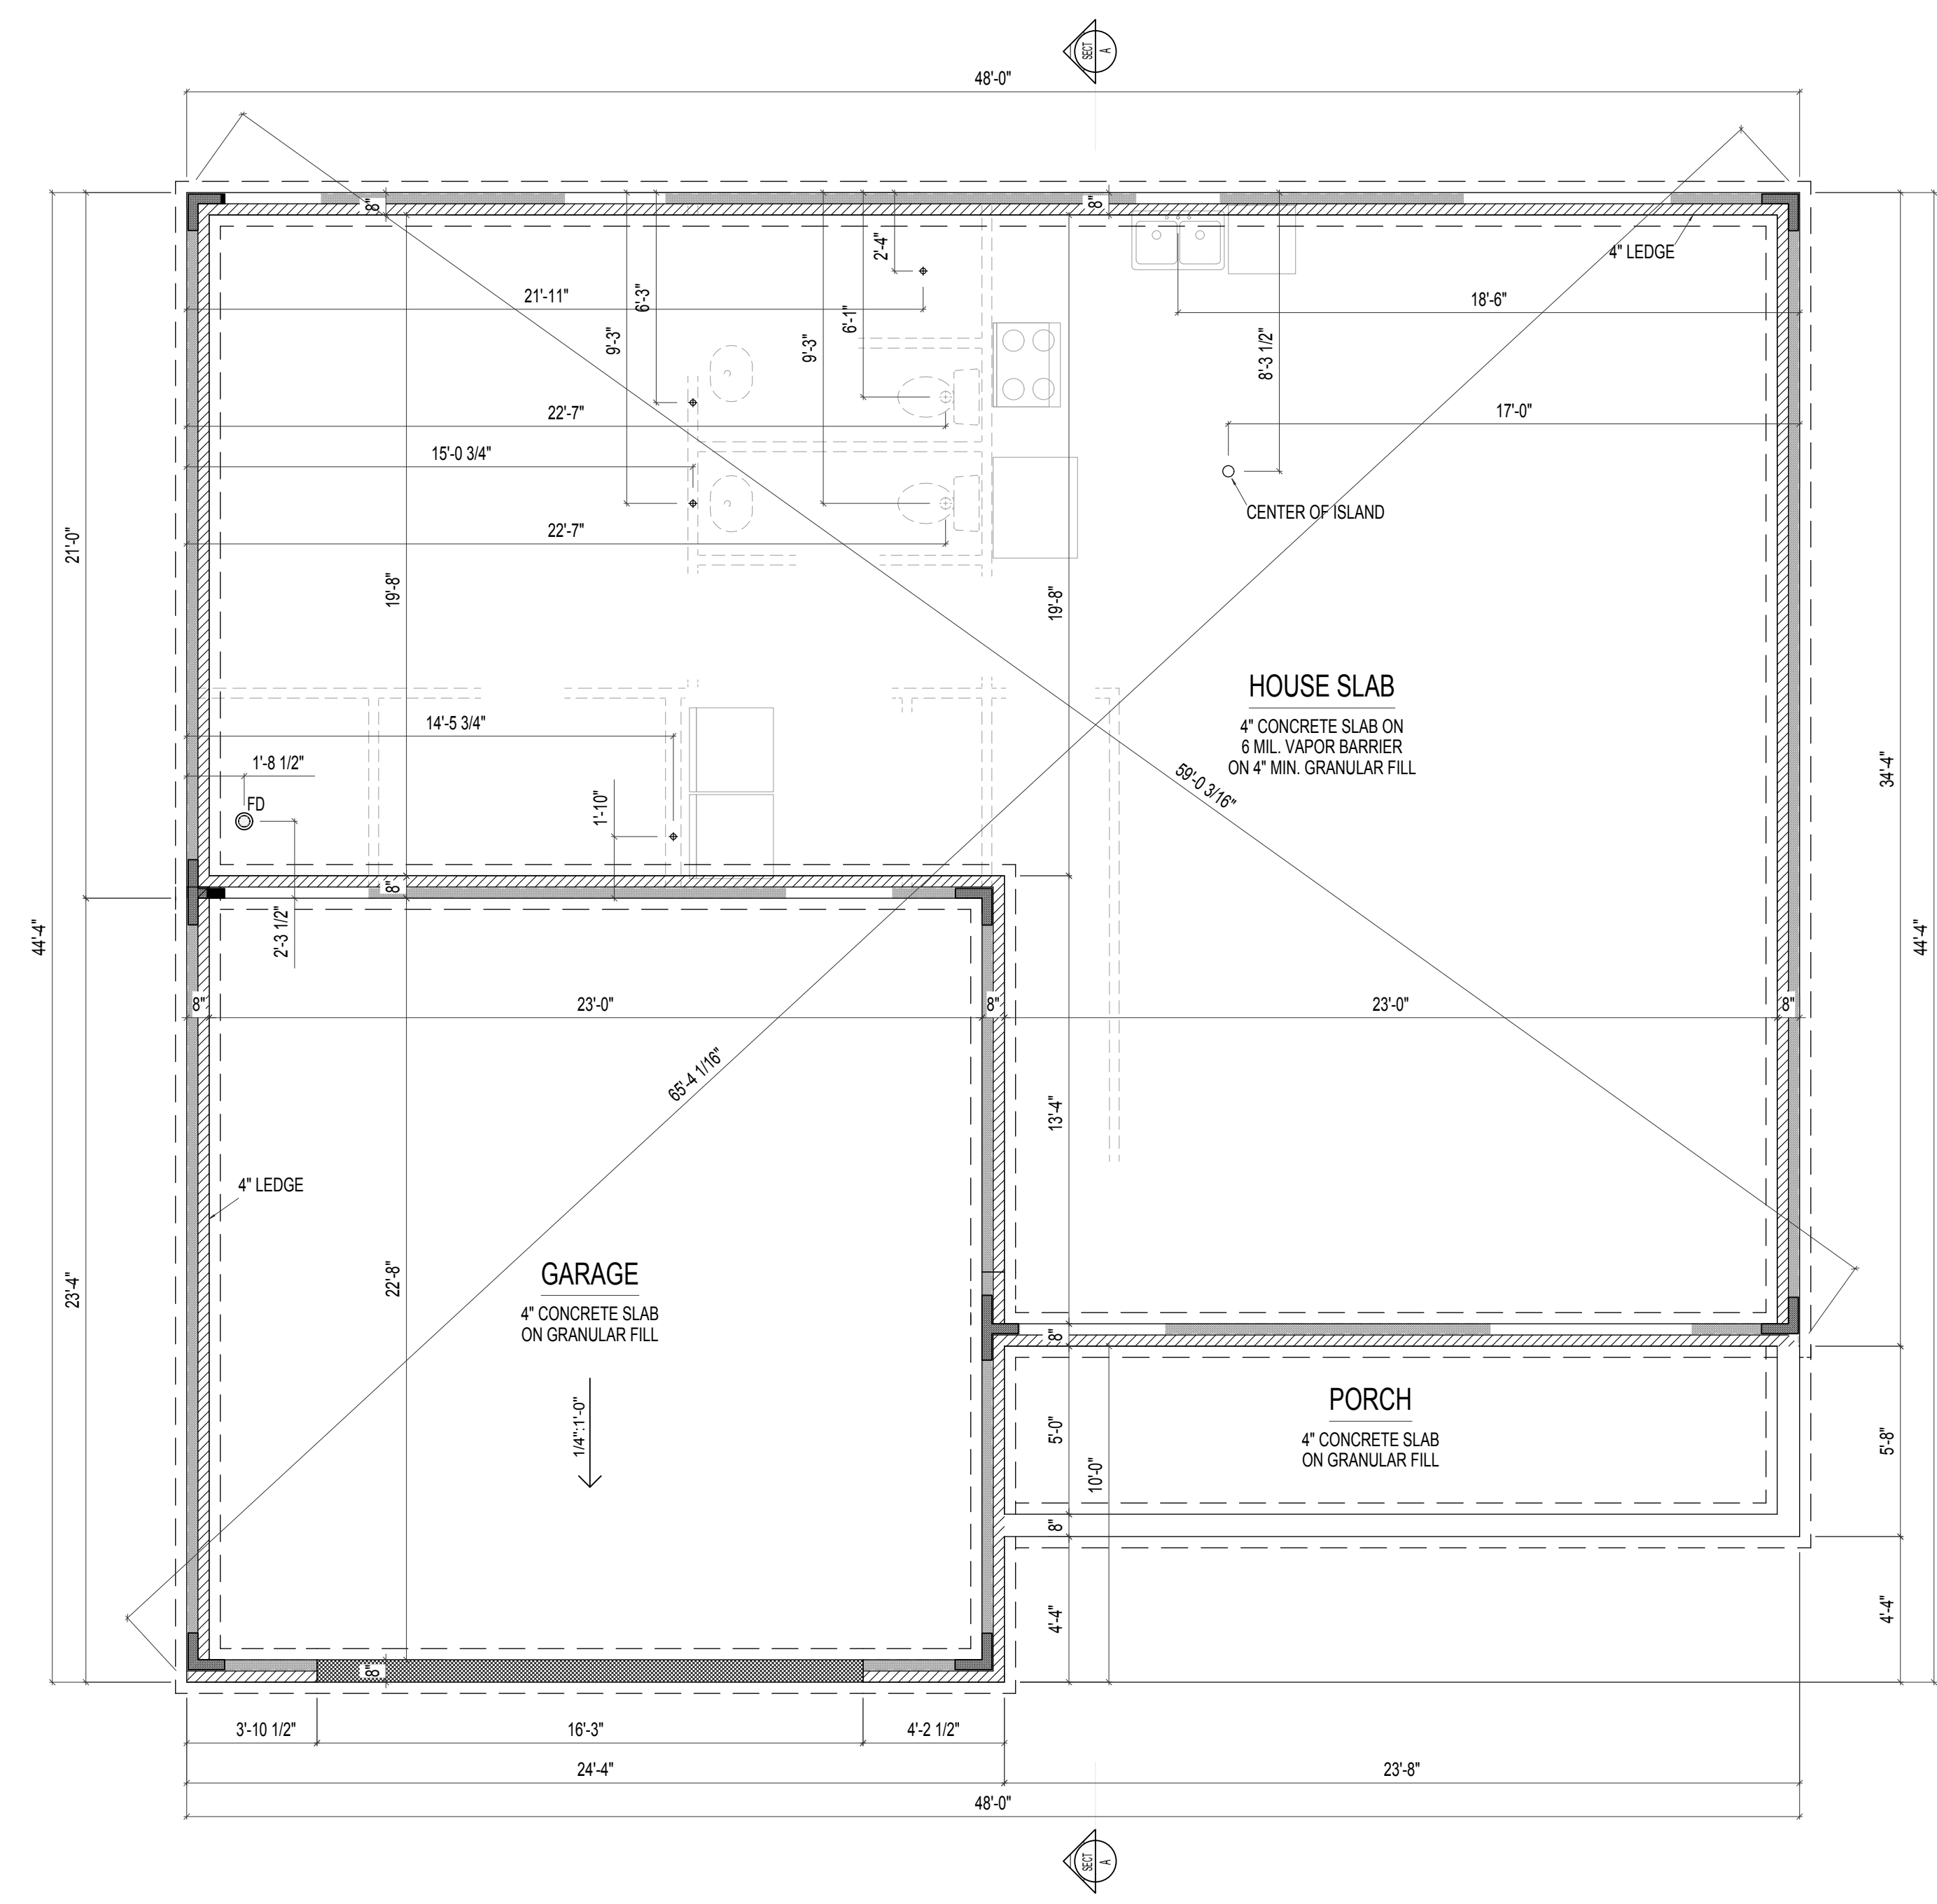 SECT
A
48'-0"
8"
8"
4" LEDGE
2'-4"
21'-11"
6'-3"
18'-6"
9'-3"
9'-3"
6'-1"
8'-3 1/2"
22'-7"
17'-0"
15'-0 3/4"
CENTER OF ISLAND
22'-7"
21'-0"
19'-8"
19'-8"
HOUSE SLAB
4" CONCRETE SLAB ON
6 MIL. VAPOR BARRIER
ON 4" MIN. GRANULAR FILL
14'-5 3/4"
1'-8 1/2"
59'-0 3/16"
34'-4"
FD
1'-10"
8"
2'-3 1/2"
44'-4"
44'-4"
8"
23'-0"
8"
23'-0"
8"
65'-4 1/16"
13'-4"
4" LEDGE
23'-4"
22'-8"
GARAGE
4" CONCRETE SLAB
ON GRANULAR FILL
8"
1/4":1'-0"
PORCH
4" CONCRETE SLAB
ON GRANULAR FILL
5'-0"
10'-0"
5'-8"
8"
4'-4"
4'-4"
8"
3'-10 1/2"
16'-3"
4'-2 1/2"
24'-4"
23'-8"
48'-0"
SECT
A